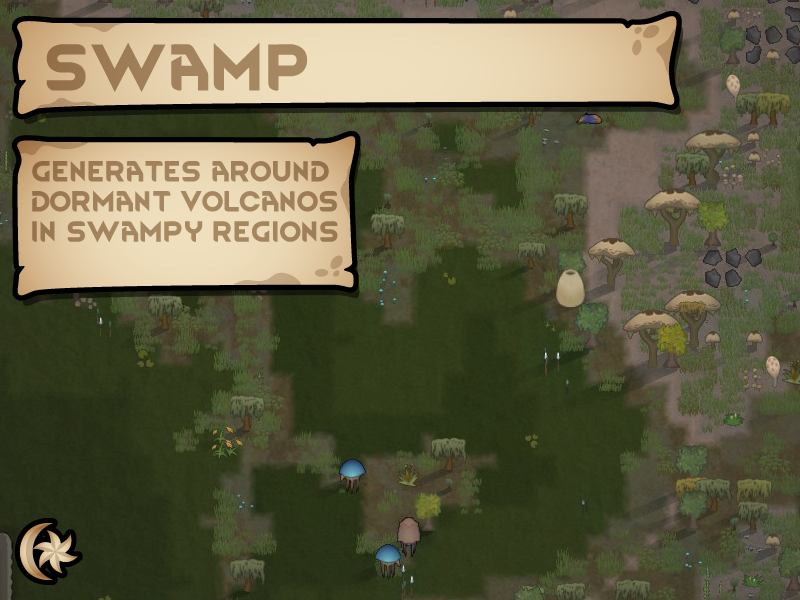 SWAMP
GENERATES AROUND
DORMANT VOLCANOS
IN SWAMPY REGIONS